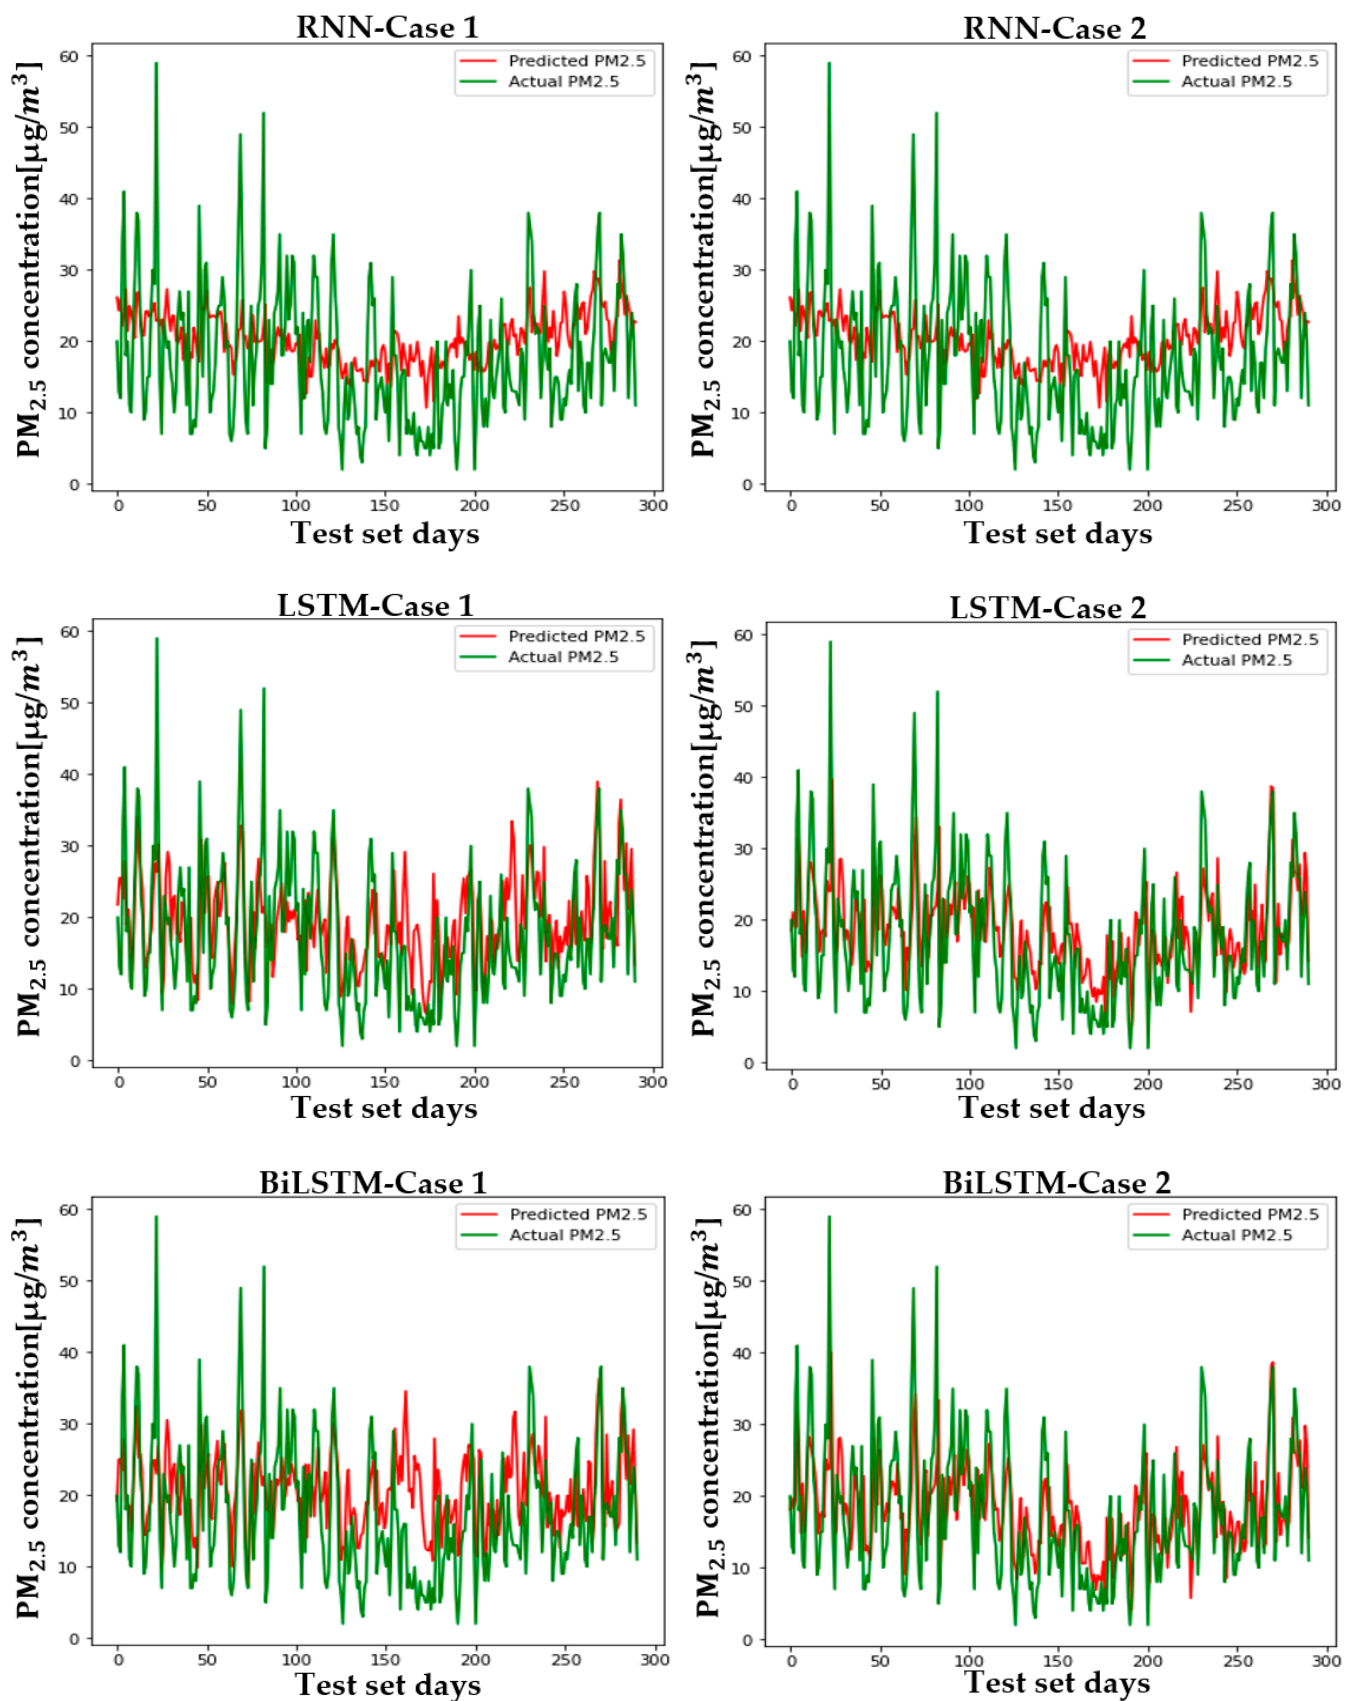 RNN-Case 1
Predicted PM2.5
Actual PM2.5
PM2.5 concentration[μg/m³]
60
50
40
30
20
10
0
0 50 100 150 200 250 300
Test set days
RNN-Case 2
Predicted PM2.5
Actual PM2.5
PM2.5 concentration[μg/m³]
60
50
40
30
20
10
0
0 50 100 150 200 250 300
Test set days
LSTM-Case 1
Predicted PM2.5
Actual PM2.5
PM2.5 concentration[μg/m³]
60
50
40
30
20
10
0
0 50 100 150 200 250 300
Test set days
LSTM-Case 2
Predicted PM2.5
Actual PM2.5
PM2.5 concentration[μg/m³]
60
50
40
30
20
10
0
0 50 100 150 200 250 300
Test set days
BiLSTM-Case 1
Predicted PM2.5
Actual PM2.5
PM2.5 concentration[μg/m³]
60
50
40
30
20
10
0
0 50 100 150 200 250 300
Test set days
BiLSTM-Case 2
Predicted PM2.5
Actual PM2.5
PM2.5 concentration[μg/m³]
60
50
40
30
20
10
0
0 50 100 150 200 250 300
Test set days